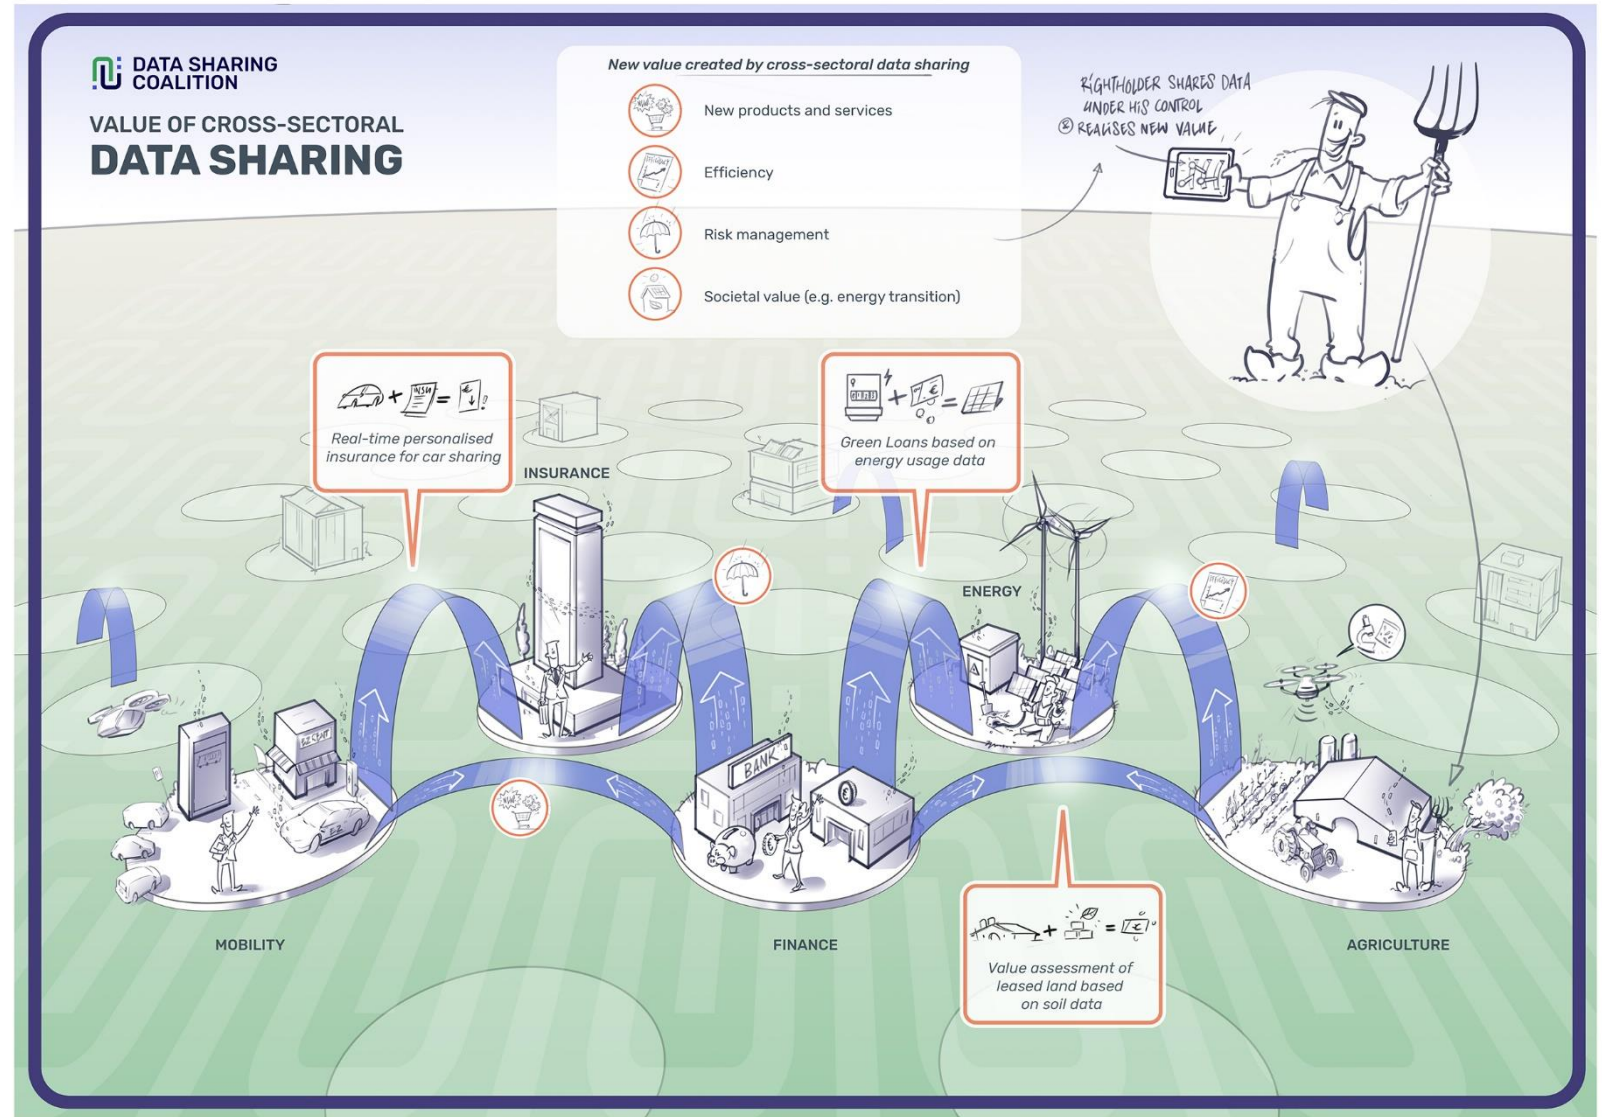 DATA SHARING
COALITION
VALUE OF CROSS-SECTORAL
DATA SHARING
New value created by cross-sectoral data sharing
New products and services
Efficiency
Risk management
Societal value (e.g. energy transition)
RIGHTHOLDER SHARES DATA
UNDER HIS CONTROL
& REALISES NEW VALUE
Real-time personalised
insurance for car sharing
Green Loans based on
energy usage data
INSURANCE
ENERGY
BANK
MOBILITY
FINANCE
AGRICULTURE
Value assessment of
leased land based
on soil data